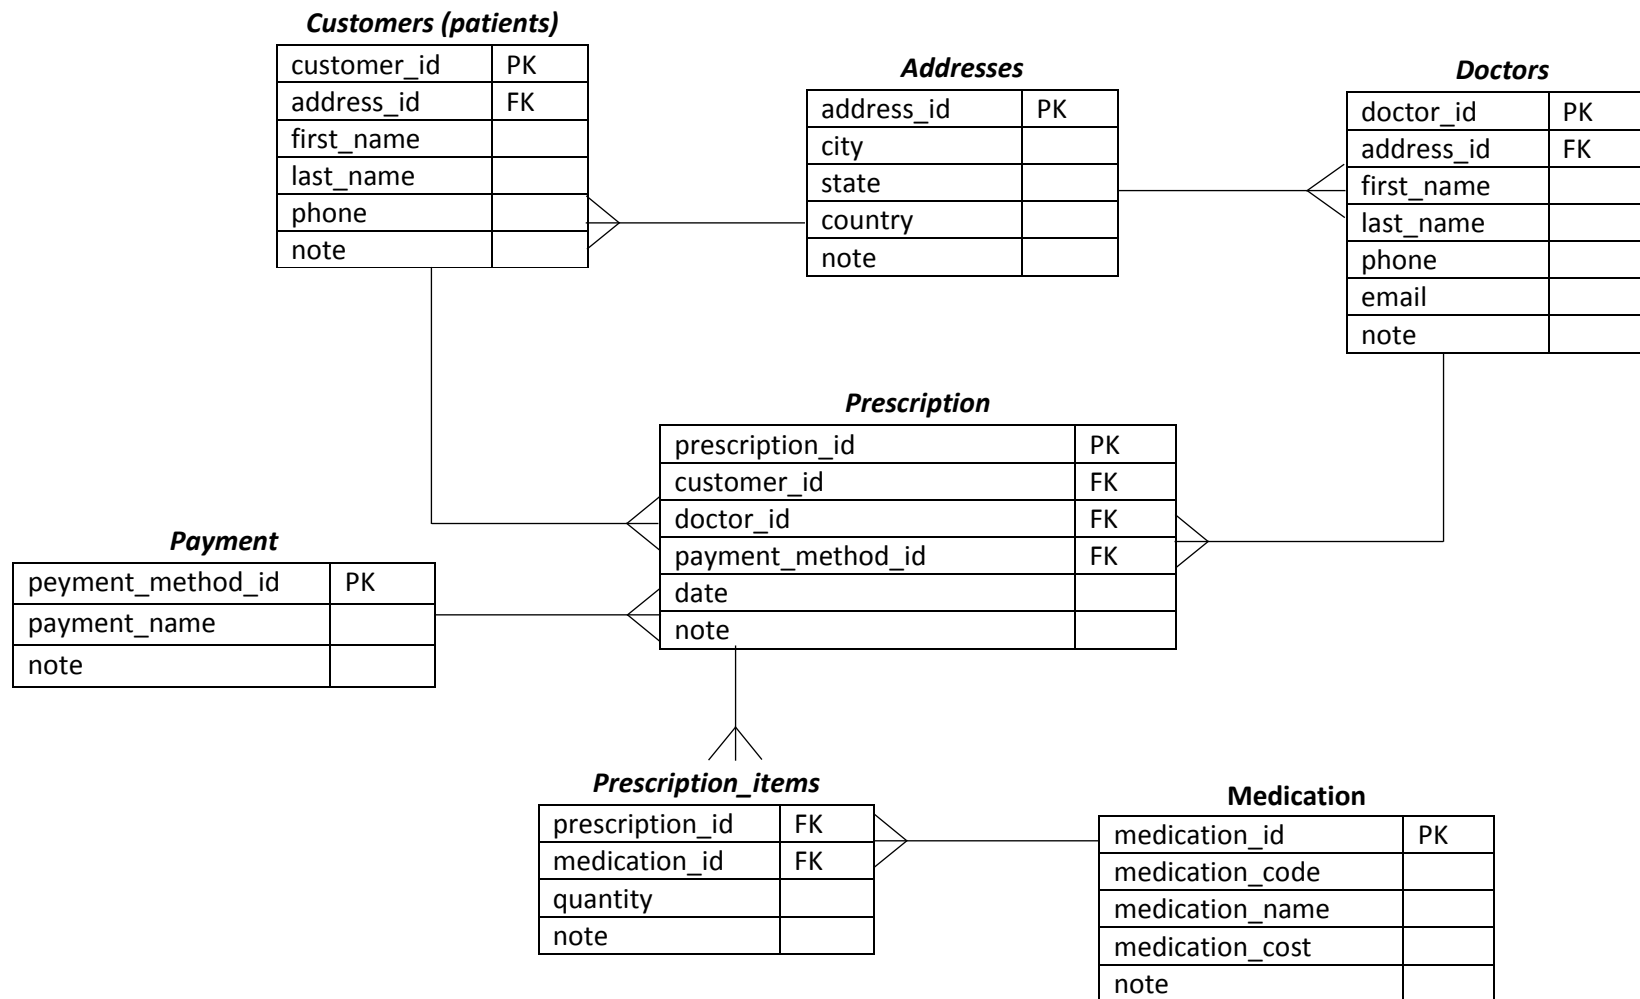 Customers (patients)
customer_id PK
address_id FK
first_name
last_name
phone
note
Addresses
address_id PK
city
state
country
note
Doctors
doctor_id PK
address_id FK
first_name
last_name
phone
email
note
Prescription
prescription_id PK
customer_id FK
doctor_id FK
payment_method_id FK
date
note
Payment
peyment_method_id PK
payment_name
note
Prescription_items
prescription_id FK
medication_id FK
quantity
note
Medication
medication_id PK
medication_code
medication_name
medication_cost
note